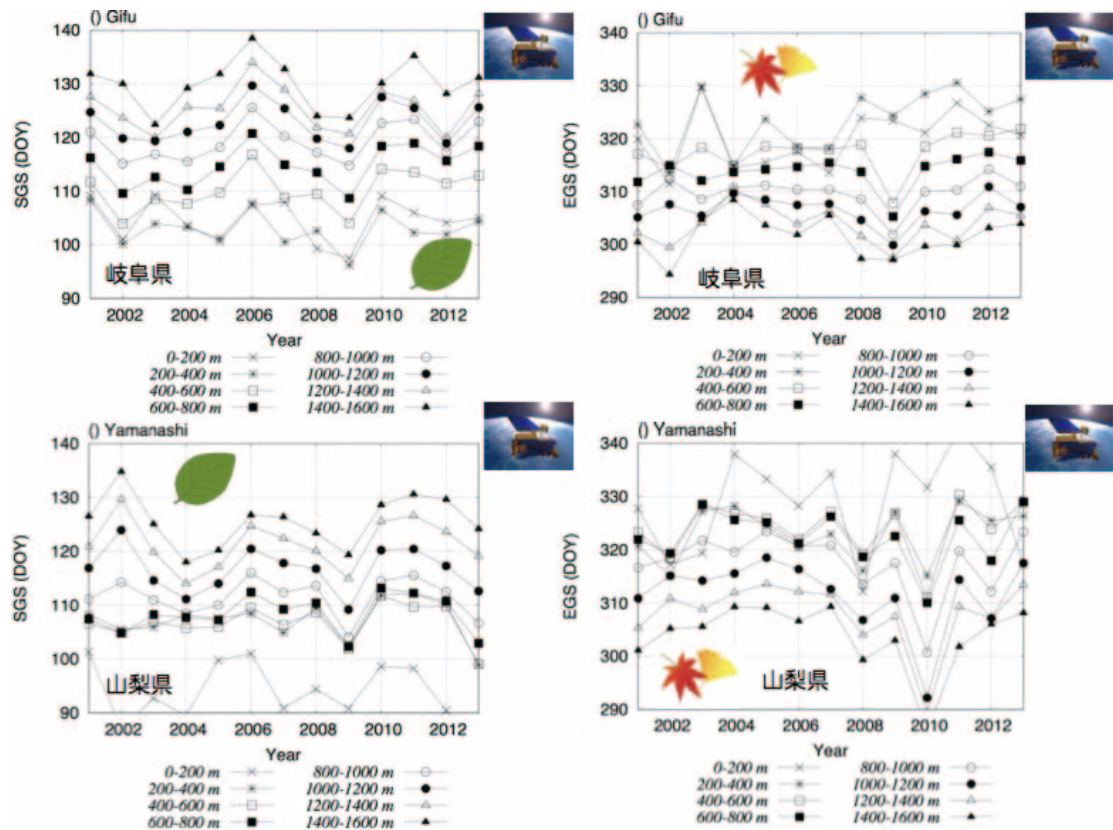 () Gifu
140
130
120
110
100
90
SGS (DOY)
岐阜県
2002 2004 2006 2008 2010 2012
Year
0-200 m 800-1000 m
200-400 m 1000-1200 m
400-600 m 1200-1400 m
600-800 m 1400-1600 m
() Gifu
340
330
320
310
300
290
EGS (DOY)
岐阜県
2002 2004 2006 2008 2010 2012
Year
0-200 m 800-1000 m
200-400 m 1000-1200 m
400-600 m 1200-1400 m
600-800 m 1400-1600 m
() Yamanashi
140
130
120
110
100
90
SGS (DOY)
山梨県
2002 2004 2006 2008 2010 2012
Year
0-200 m 800-1000 m
200-400 m 1000-1200 m
400-600 m 1200-1400 m
600-800 m 1400-1600 m
() Yamanashi
340
330
320
310
300
290
EGS (DOY)
山梨県
2002 2004 2006 2008 2010 2012
Year
0-200 m 800-1000 m
200-400 m 1000-1200 m
400-600 m 1200-1400 m
600-800 m 1400-1600 m